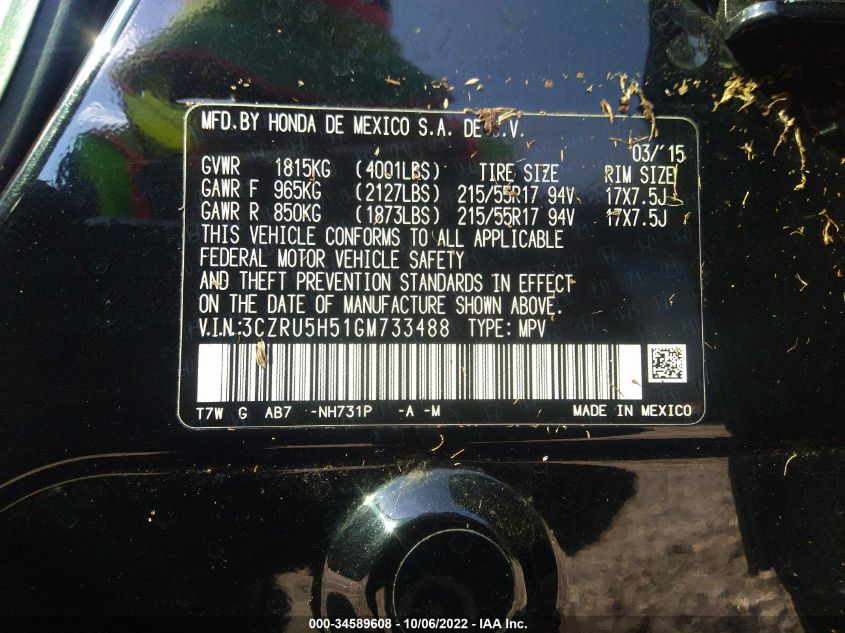 MFD.BY HONDA DE MEXICO S.A. DE S.V.
03/'15
GVWR 1815KG (4001LBS) TIRE SIZE RIM SIZE
GAWR F 965KG (2127LBS) 215/55R17 94V 17X7.5J
GAWR R 850KG (1873LBS) 215/55R17 94V 17X7.5J
THIS VEHICLE CONFORMS TO ALL APPLICABLE
FEDERAL MOTOR VEHICLE SAFETY
AND THEFT PREVENTION STANDARDS IN EFFECT
ON THE DATE OF MANUFACTURE SHOWN ABOVE.
V.I.N:3CZRU5H51GM733488 TYPE: MPV
T7W G AB7 -NH731P -A -M MADE IN MEXICO
000-34589608 - 10/06/2022 - IAA Inc.